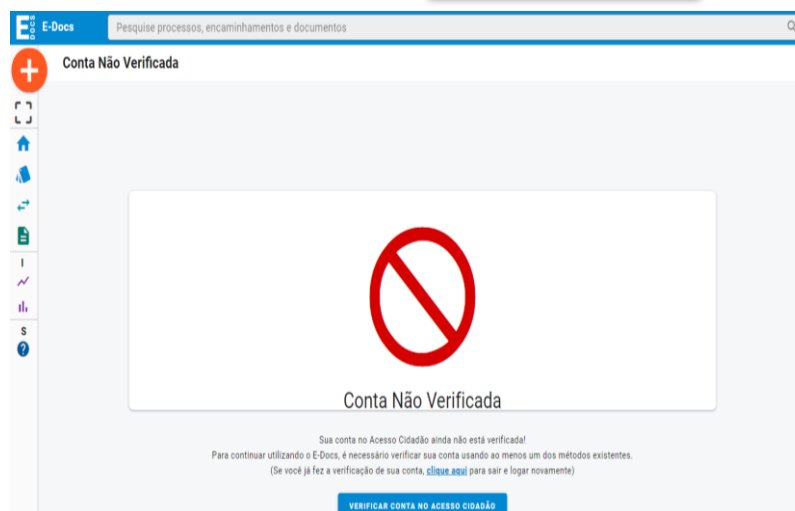 E DOCS
E-Docs
Pesquise processos, encaminhamentos e documentos
Conta Não Verificada
I
S
Conta Não Verificada
Sua conta no Acesso Cidadão ainda não está verificada!
Para continuar utilizando o E-Docs, é necessário verificar sua conta usando ao menos um dos métodos existentes.
(Se você já fez a verificação de sua conta, clique aqui para sair e logar novamente)
VERIFICAR CONTA NO ACESSO CIDADÃO